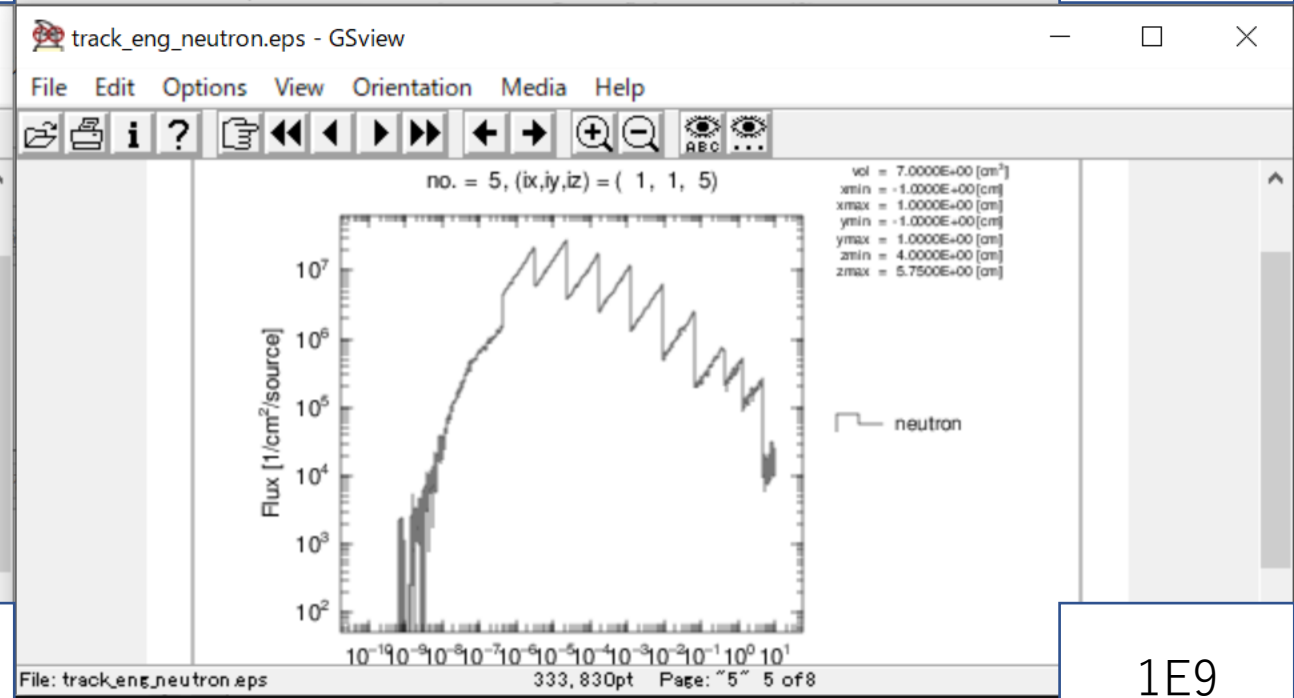 track_eng_neutron.eps - GSview
File Edit Options View Orientation Media Help
i ? ABC
no. = 5, (ix,iy,iz) = ( 1, 1, 5)
vol = 7.0000E+00 [cm³]
xmin = -1.0000E+00 [cm]
xmax = 1.0000E+00 [cm]
ymin = -1.0000E+00 [cm]
ymax = 1.0000E+00 [cm]
zmin = 4.0000E+00 [cm]
zmax = 5.7500E+00 [cm]
10⁷
10⁶
10⁵
10⁴
10³
10²
Flux [1/cm²/source]
neutron
10⁻¹⁰ 10⁻⁹ 10⁻⁸ 10⁻⁷ 10⁻⁶ 10⁻⁵ 10⁻⁴ 10⁻³ 10⁻² 10⁻¹ 10⁰ 10¹
File: track_eng_neutron.eps 333, 830pt Page: "5" 5 of 8
1E9